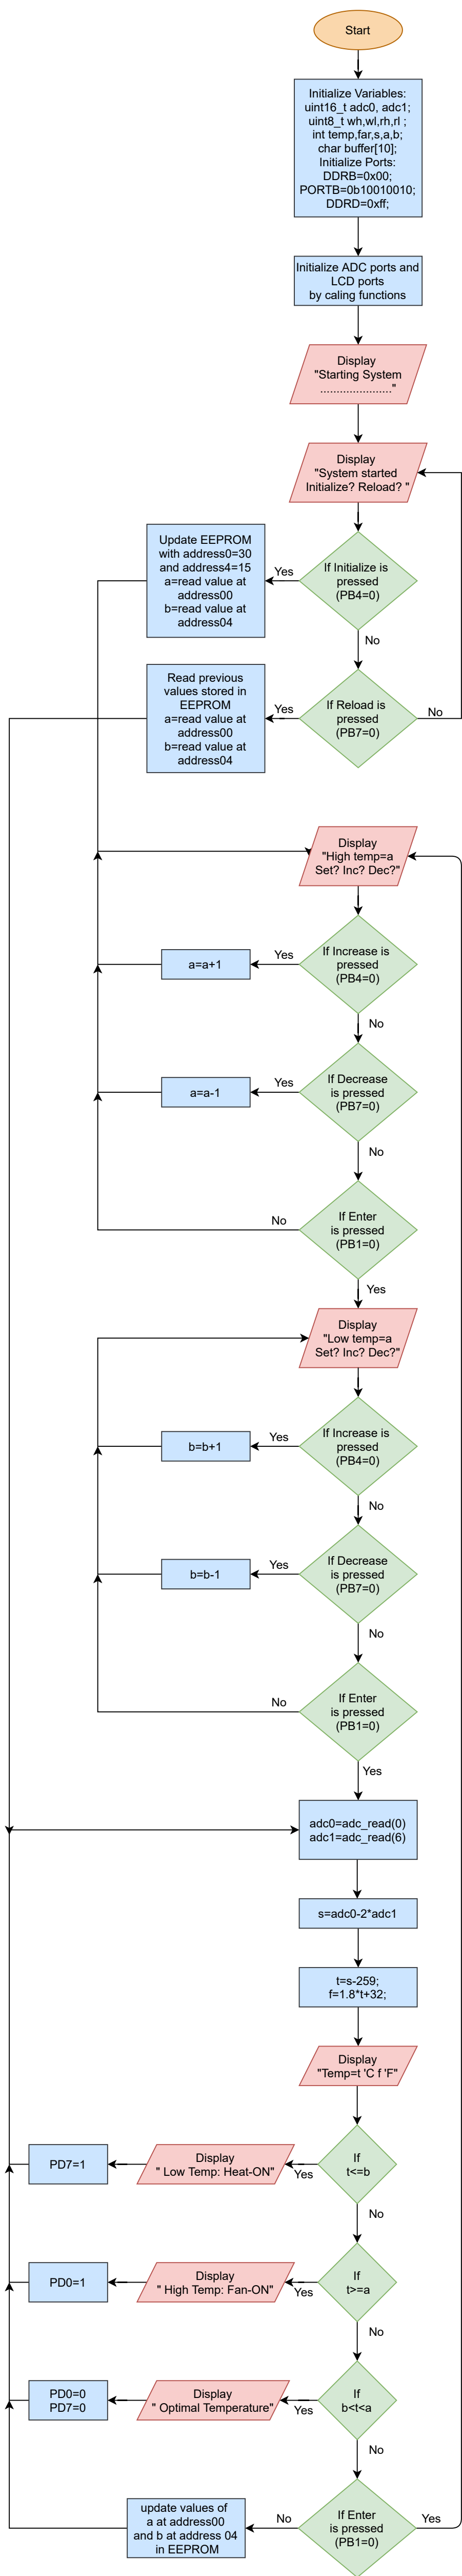 Start
Initialize Variables:
uint16_t adc0, adc1;
uint8_t wh,wl,rh,rl ;
int temp,far,s,a,b;
char buffer[10];
Initialize Ports:
DDRB=0x00;
PORTB=0b10010010;
DDRD=0xff;
Initialize ADC ports and
LCD ports
by caling functions
Display
"Starting System
......................"
Display
"System started
Initialize? Reload? "
If Initialize is
pressed
(PB4=0)
Yes
Update EEPROM
with address0=30
and address4=15
a=read value at
address00
b=read value at
address04
No
If Reload is
pressed
(PB7=0)
Yes
No
Read previous
values stored in
EEPROM
a=read value at
address00
b=read value at
address04
Display
"High temp=a
Set? Inc? Dec?"
If Increase is
pressed
(PB4=0)
Yes
a=a+1
No
If Decrease
is pressed
(PB7=0)
Yes
a=a-1
No
If Enter
is pressed
(PB1=0)
No
Yes
Display
"Low temp=a
Set? Inc? Dec?"
If Increase is
pressed
(PB4=0)
Yes
b=b+1
No
If Decrease
is pressed
(PB7=0)
Yes
b=b-1
No
If Enter
is pressed
(PB1=0)
No
Yes
adc0=adc_read(0)
adc1=adc_read(6)
s=adc0-2*adc1
t=s-259;
f=1.8*t+32;
Display
"Temp=t 'C f 'F"
If
t<=b
Yes
Display
" Low Temp: Heat-ON"
PD7=1
No
If
t>=a
Yes
Display
" High Temp: Fan-ON"
PD0=1
No
If
b<t<a
Yes
Display
" Optimal Temperature"
PD0=0
PD7=0
No
If Enter
is pressed
(PB1=0)
No
Yes
update values of
a at address00
and b at address 04
in EEPROM